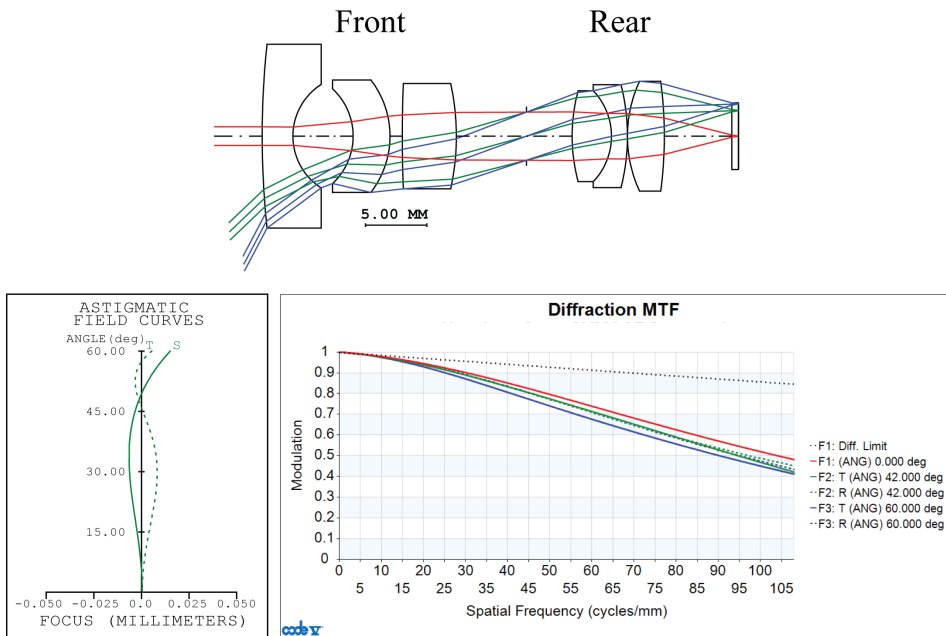 Front Rear
5.00 MM
ASTIGMATIC
FIELD CURVES
ANGLE(deg)
T S
60.00
45.00
30.00
15.00
-0.050 -0.025 0.0 0.025 0.050
FOCUS (MILLIMETERS)
Diffraction MTF
Modulation
1
0.9
0.8
0.7
0.6
0.5
0.4
0.3
0.2
0.1
0
0 10 20 30 40 50 60 70 80 90 100
5 15 25 35 45 55 65 75 85 95 105
Spatial Frequency (cycles/mm)
F1: Diff. Limit
F1: (ANG) 0.000 deg
F2: T (ANG) 42.000 deg
F2: R (ANG) 42.000 deg
F3: T (ANG) 60.000 deg
F3: R (ANG) 60.000 deg
code V